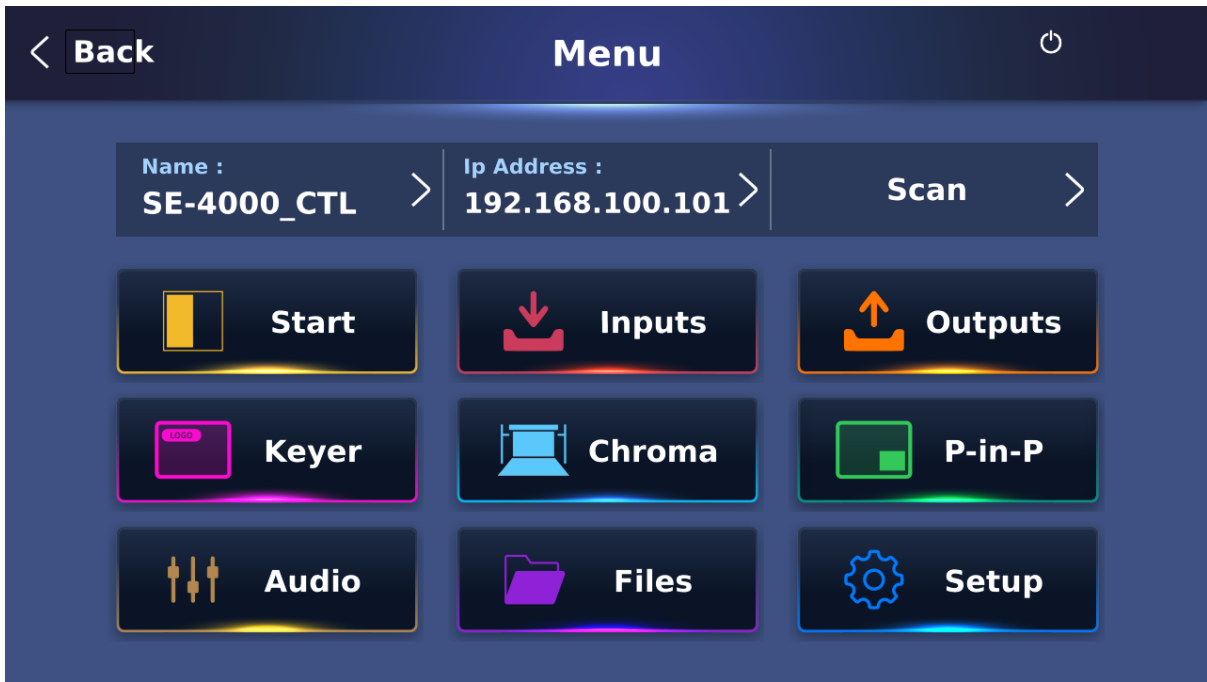 Back
Menu
Name :
SE-4000_CTL
Ip Address :
192.168.100.101
Scan
Start
Inputs
Outputs
LOGO
Keyer
Chroma
P-in-P
Audio
Files
Setup